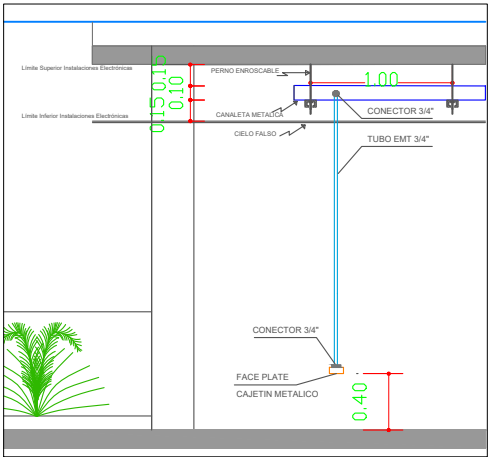 Límite Superior Instalaciones Electrónicas
PERNO ENROSCABLE
1.00
0.15
0.10
0.15
CANALETA METALICA
CONECTOR 3/4"
Límite Inferior Instalaciones Electrónicas
CIELO FALSO
TUBO EMT 3/4"
CONECTOR 3/4"
FACE PLATE
CAJETIN METALICO
0.40